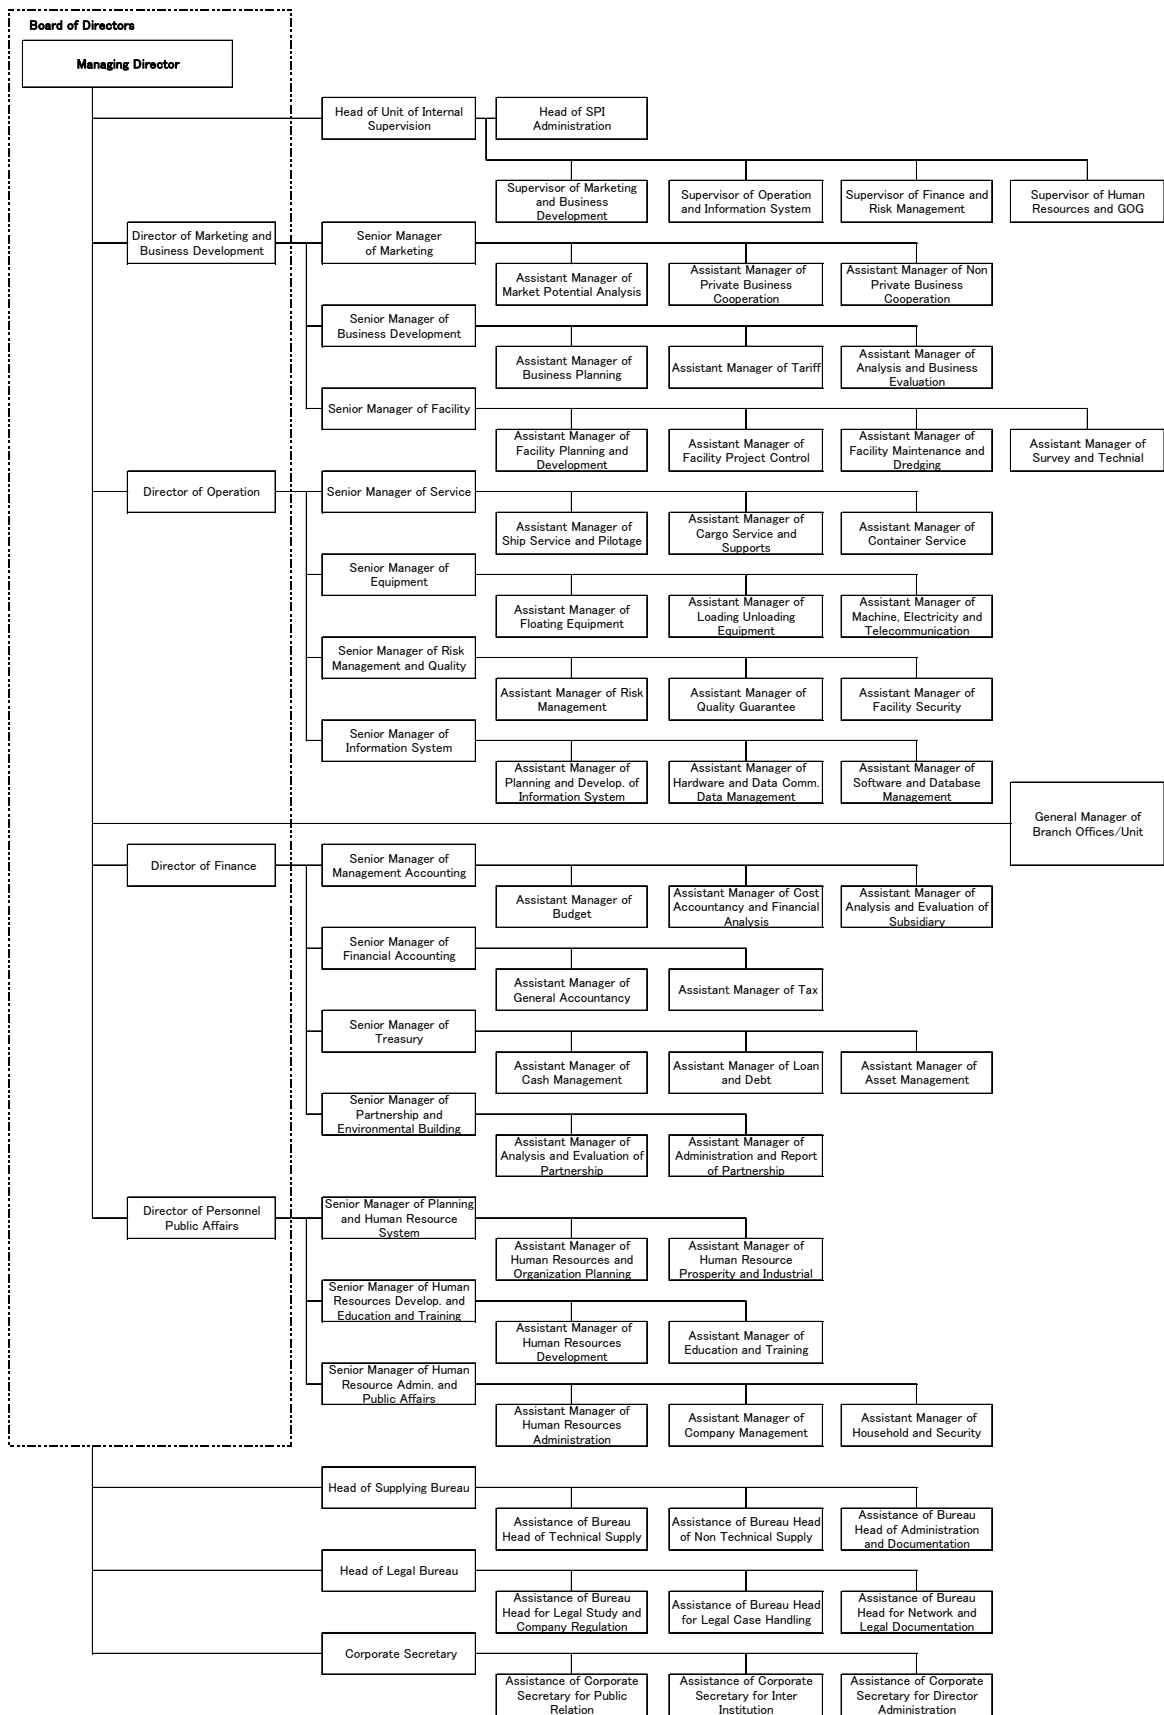 Board of Directors
Managing Director
Head of Unit of Internal
Supervision
Head of SPI
Administration
Supervisor of Marketing
and Business
Development
Supervisor of Operation
and Information System
Supervisor of Finance and
Risk Management
Supervisor of Human
Resources and GOG
Director of Marketing and
Business Development
Senior Manager
of Marketing
Assistant Manager of
Market Potential Analysis
Assistant Manager of
Private Business
Cooperation
Assistant Manager of Non
Private Business
Cooperation
Senior Manager of
Business Development
Assistant Manager of
Business Planning
Assistant Manager of Tariff
Assistant Manager of
Analysis and Business
Evaluation
Senior Manager of Facility
Assistant Manager of
Facility Planning and
Development
Assistant Manager of
Facility Project Control
Assistant Manager of
Facility Maintenance and
Dredging
Assistant Manager of
Survey and Technial
Director of Operation
Senior Manager of Service
Assistant Manager of
Ship Service and Pilotage
Assistant Manager of
Cargo Service and
Supports
Assistant Manager of
Container Service
Senior Manager of
Equipment
Assistant Manager of
Floating Equipment
Assistant Manager of
Loading Unloading
Equipment
Assistant Manager of
Machine, Electricity and
Telecommunication
Senior Manager of Risk
Management and Quality
Assistant Manager of Risk
Management
Assistant Manager of
Quality Guarantee
Assistant Manager of
Facility Security
Senior Manager of
Information System
Assistant Manager of
Planning and Develop. of
Information System
Assistant Manager of
Hardware and Data Comm.
Data Management
Assistant Manager of
Software and Database
Management
General Manager of
Branch Offices/Unit
Director of Finance
Senior Manager of
Management Accounting
Assistant Manager of
Budget
Assistant Manager of Cost
Accountancy and Financial
Analysis
Assistant Manager of
Analysis and Evaluation of
Subsidiary
Senior Manager of
Financial Accounting
Assistant Manager of
General Accountancy
Assistant Manager of Tax
Senior Manager of
Treasury
Assistant Manager of
Cash Management
Assistant Manager of Loan
and Debt
Assistant Manager of
Asset Management
Senior Manager of
Partnership and
Environmental Building
Assistant Manager of
Analysis and Evaluation of
Partnership
Assistant Manager of
Administration and Report
of Partnership
Director of Personnel
Public Affairs
Senior Manager of Planning
and Human Resource
System
Assistant Manager of
Human Resources and
Organization Planning
Assistant Manager of
Human Resource
Prosperity and Industrial
Senior Manager of Human
Resources Develop. and
Education and Training
Assistant Manager of
Human Resources
Development
Assistant Manager of
Education and Training
Senior Manager of Human
Resource Admin. and
Public Affairs
Assistant Manager of
Human Resources
Administration
Assistant Manager of
Company Management
Assistant Manager of
Household and Security
Head of Supplying Bureau
Assistance of Bureau
Head of Technical Supply
Assistance of Bureau Head
of Non Technical Supply
Assistance of Bureau
Head of Administration
and Documentation
Head of Legal Bureau
Assistance of Bureau
Head for Legal Study and
Company Regulation
Assistance of Bureau Head
for Legal Case Handling
Assistance of Bureau
Head for Network and
Legal Documentation
Corporate Secretary
Assistance of Corporate
Secretary for Public
Relation
Assistance of Corporate
Secretary for Inter
Institution
Assistance of Corporate
Secretary for Director
Administration